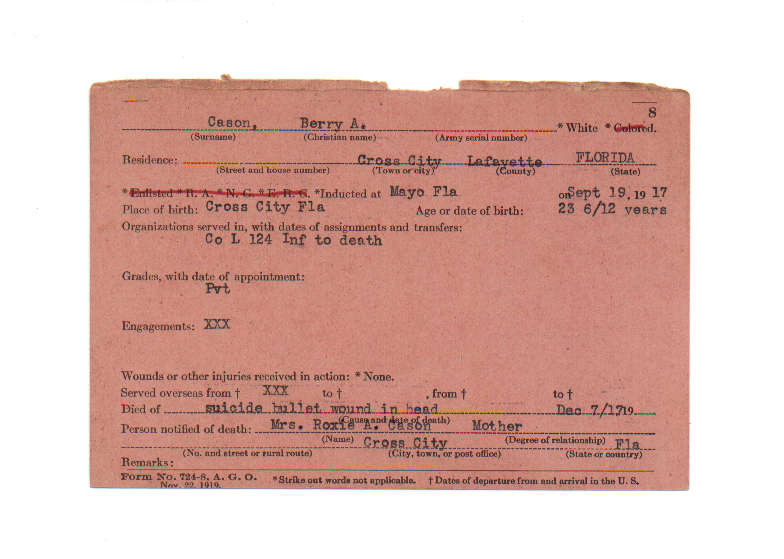 8
Cason, Berry A. * White * Colored.
(Surname) (Christian name) (Army serial number)
Residence: Cross City Lafayette FLORIDA
(Street and house number) (Town or city) (County) (State)
*Enlisted *R. A. *N. G. *E. R. C. *Inducted at Mayo Fla on Sept 19, 19 17
Place of birth: Cross City Fla Age or date of birth: 23 6/12 years
Organizations served in, with dates of assignments and transfers:
Co L 124 Inf to death
Grades, with date of appointment:
Pvt
Engagements: XXX
Wounds or other injuries received in action: * None.
Served overseas from † XXX to † , from † to †
Died of suicide bullet wound in head Dec 7/1719
(Cause and date of death)
Person notified of death: Mrs. Roxie A. Cason Mother
(Name) (Degree of relationship)
Cross City Fla
(No. and street or rural route) (City, town, or post office) (State or country)
Remarks:
Form No. 724-8, A. G. O. *Strike out words not applicable. † Dates of departure from and arrival in the U. S.
Nov. 22, 1919.